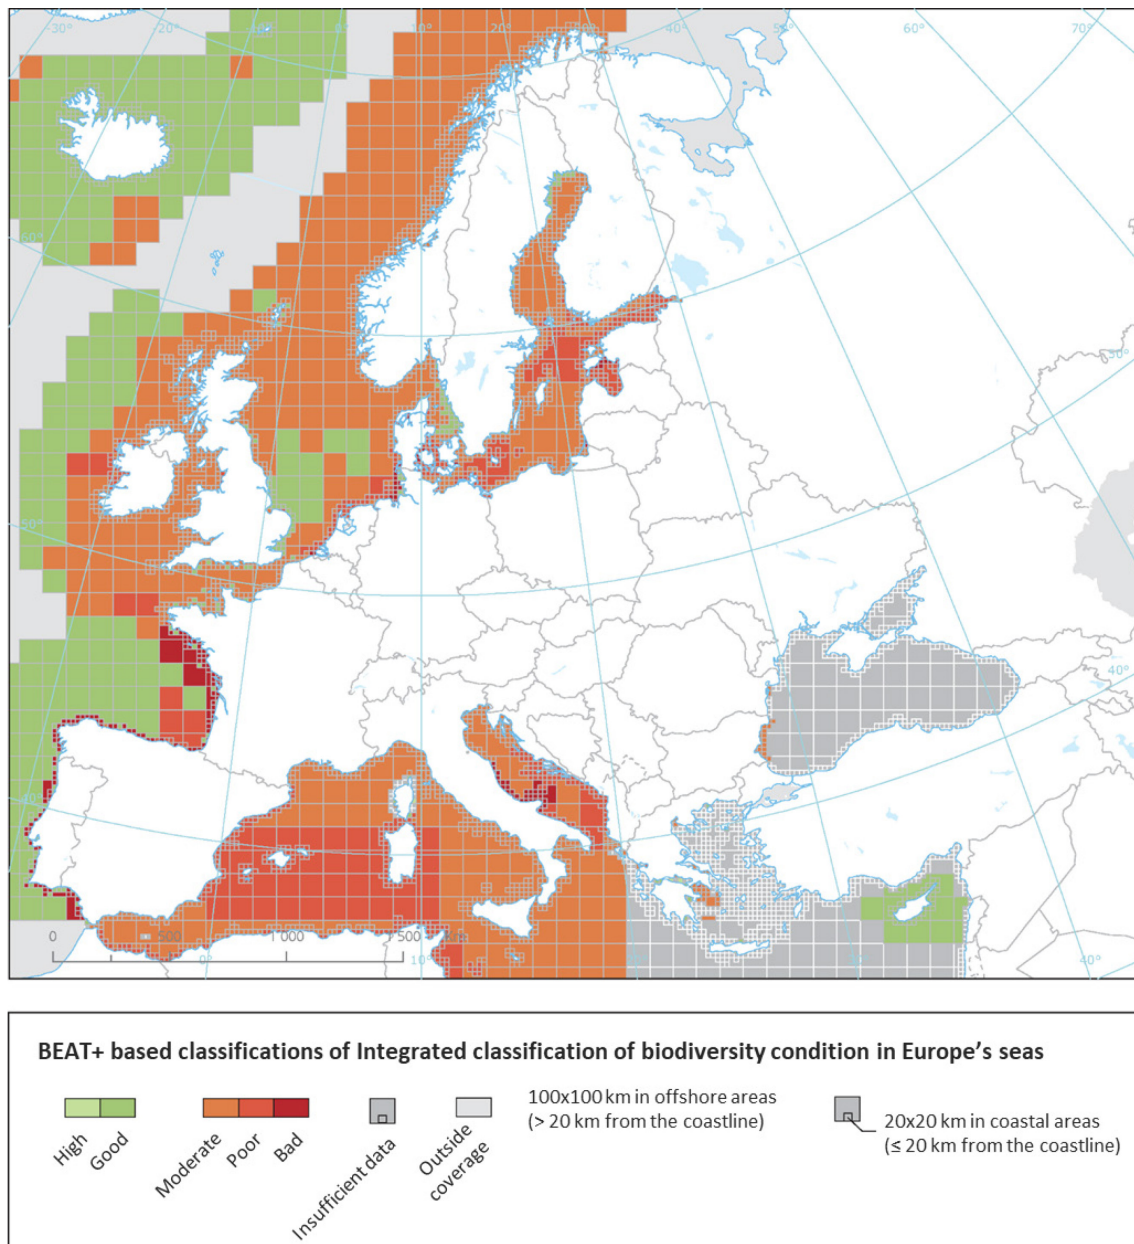 -30°
20°
-10°
0°
10°
20°
30°
40°
50°
60°
70°
60°
50°
50°
40°
40°
0
500
1 000
1 500
0°
10°
20°
30°
40°
BEAT+ based classifications of Integrated classification of biodiversity condition in Europe's seas
High
Good
Moderate
Poor
Bad
Insufficient data
Outside
coverage
100x100 km in offshore areas
(> 20 km from the coastline)
20x20 km in coastal areas
(≤ 20 km from the coastline)